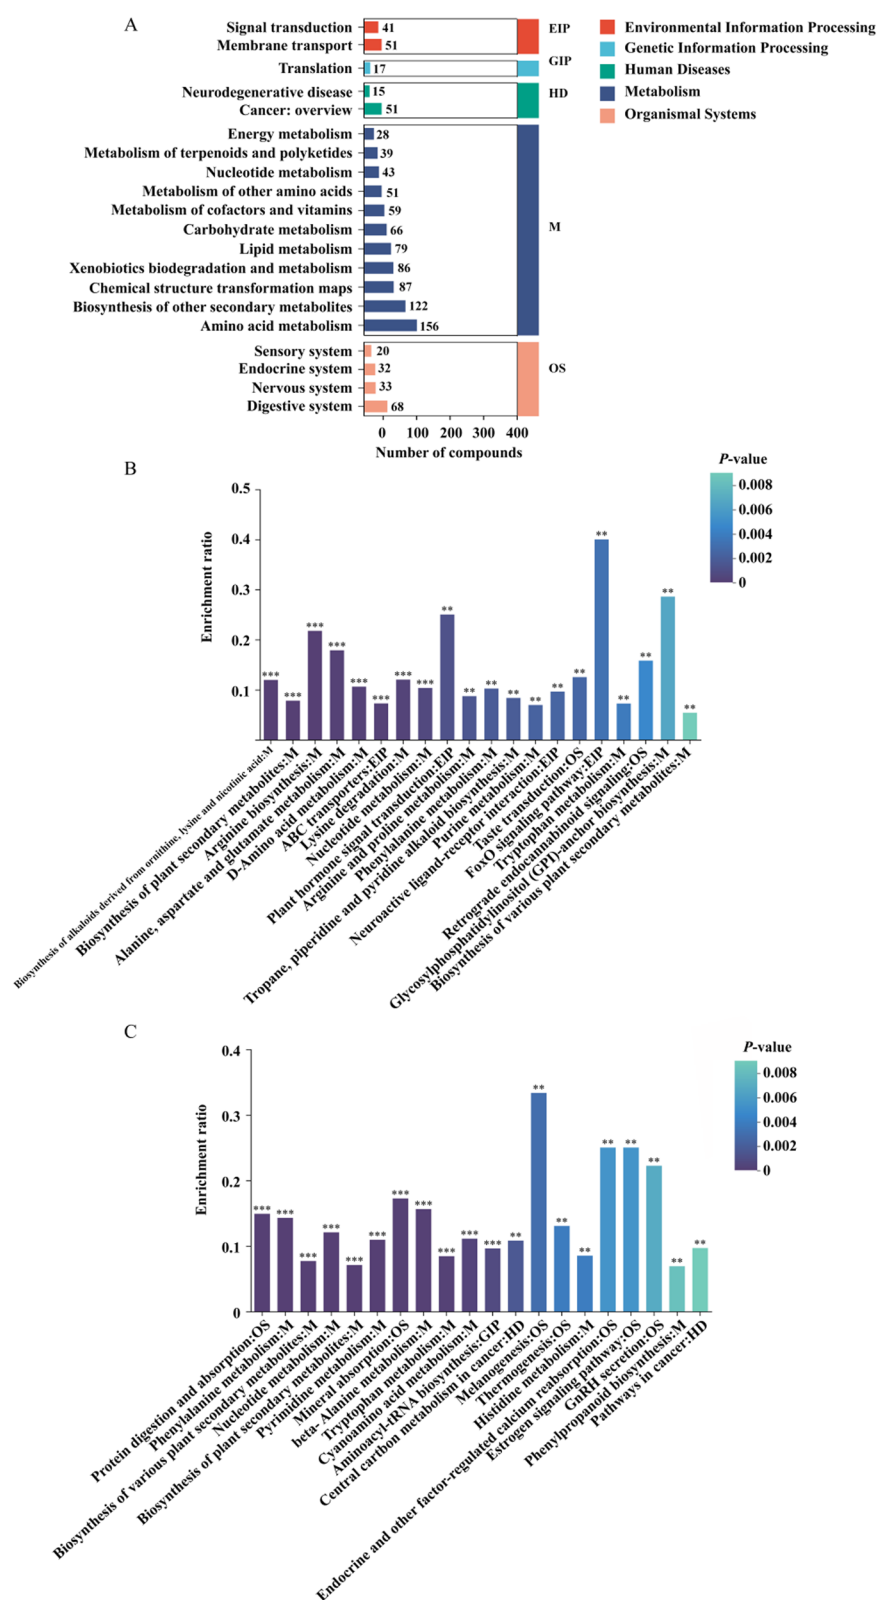 A
Signal transduction 41
Membrane transport 51
EIP
Translation 17
GIP
Neurodegenerative disease 15
Cancer: overview 51
HD
Energy metabolism 28
Metabolism of terpenoids and polyketides 39
Nucleotide metabolism 43
Metabolism of other amino acids 51
Metabolism of cofactors and vitamins 59
Carbohydrate metabolism 66
Lipid metabolism 79
Xenobiotics biodegradation and metabolism 86
Chemical structure transformation maps 87
Biosynthesis of other secondary metabolites 122
Amino acid metabolism 156
M
Sensory system 20
Endocrine system 32
Nervous system 33
Digestive system 68
OS
0 100 200 300 400
Number of compounds
Environmental Information Processing
Genetic Information Processing
Human Diseases
Metabolism
Organismal Systems
B
Enrichment ratio
0.5
0.4
0.3
0.2
0.1
*** *** *** *** *** *** *** *** ** ** ** ** ** ** ** ** ** ** ** **
Biosynthesis of alkaloids derived from ornithine, lysine and nicotinic acid:M
Biosynthesis of plant secondary metabolites:M
Arginine biosynthesis:M
Alanine, aspartate and glutamate metabolism:M
D-Amino acid metabolism:M
ABC transporters:EIP
Lysine degradation:M
Nucleotide metabolism:M
Plant hormone signal transduction:EIP
Arginine and proline metabolism:M
Phenylalanine metabolism:M
Tropane, piperidine and pyridine alkaloid biosynthesis:M
Purine metabolism:M
Neuroactive ligand-receptor interaction:EIP
Taste transduction:OS
FoxO signaling pathway:EIP
Tryptophan metabolism:M
Retrograde endocannabinoid signaling:OS
Glycosylphosphatidylinositol (GPI)-anchor biosynthesis:M
Biosynthesis of various plant secondary metabolites:M
P-value
0.008
0.006
0.004
0.002
0
C
Enrichment ratio
0.4
0.3
0.2
0.1
0
*** *** *** *** *** *** *** *** *** *** *** ** ** ** ** ** ** ** ** **
Protein digestion and absorption:OS
Phenylalanine metabolism:M
Biosynthesis of various plant secondary metabolites:M
Nucleotide metabolism:M
Biosynthesis of plant secondary metabolites:M
Pyrimidine metabolism:M
Mineral absorption:OS
beta- Alanine metabolism:M
Tryptophan metabolism:M
Cyanoamino acid metabolism:M
Aminoacyl-tRNA biosynthesis:GIP
Central cartbon metabolism in cancer:HD
Melanogenesis:OS
Thermogenesis:OS
Histidine metabolism:M
Endocrine and other factor-regulated calcium reabsorption:OS
Estrogen signaling pathway:OS
GnRH secretion:OS
Phenylpropanoid biosynthesis:M
Pathways in cancer:HD
P-value
0.008
0.006
0.004
0.002
0